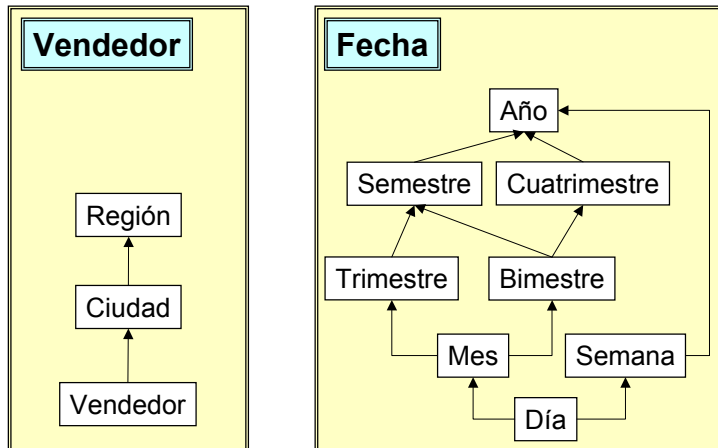 Vendedor
Región
Ciudad
Vendedor
Fecha
Año
Semestre Cuatrimestre
Trimestre Bimestre
Mes Semana
Día